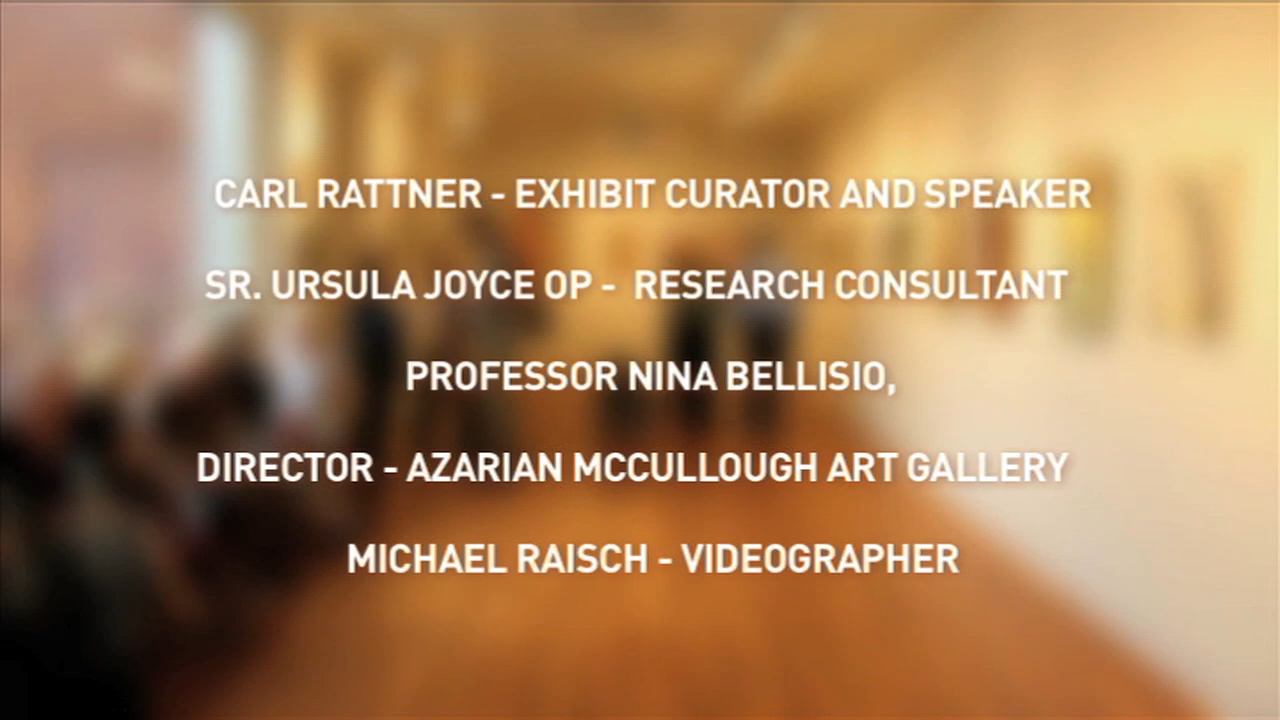 CARL RATTNER - EXHIBIT CURATOR AND SPEAKER
SR. URSULA JOYCE OP - RESEARCH CONSULTANT
PROFESSOR NINA BELLISIO,
DIRECTOR - AZARIAN MCCULLOUGH ART GALLERY
MICHAEL RAISCH - VIDEOGRAPHER